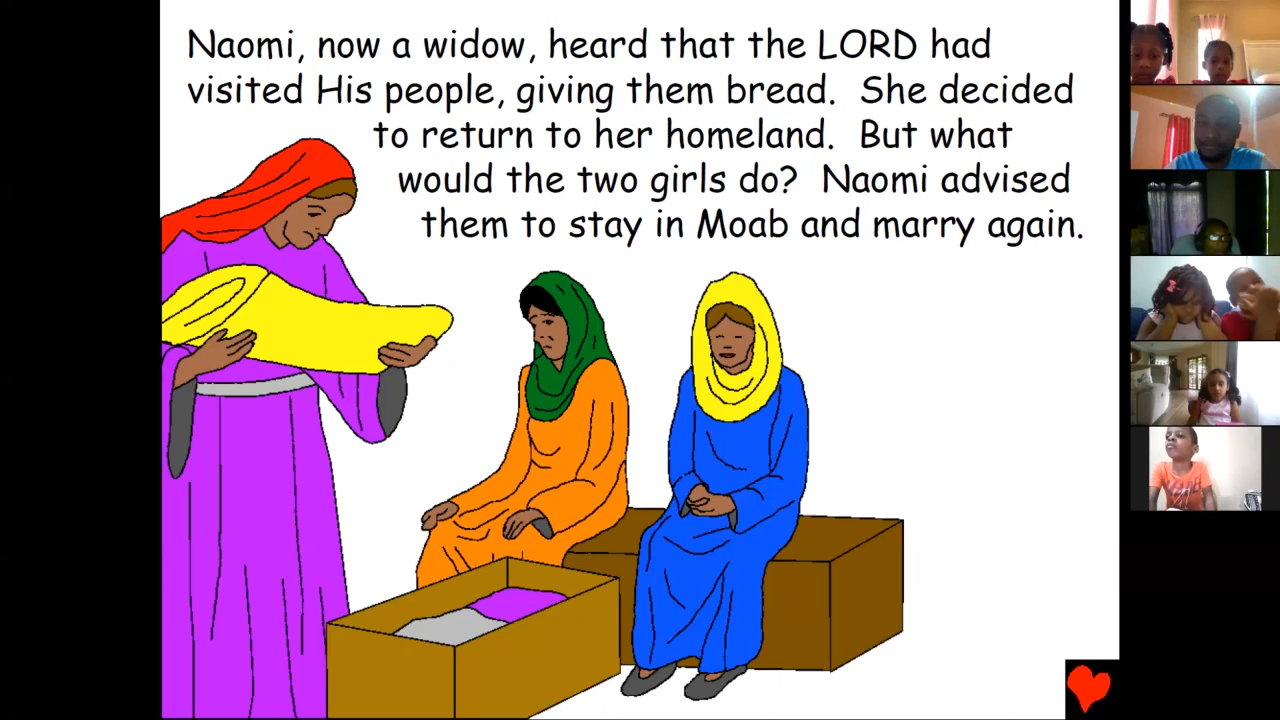 Naomi, now a widow, heard that the LORD had
visited His people, giving them bread. She decided
to return to her homeland. But what
would the two girls do? Naomi advised
them to stay in Moab and marry again.